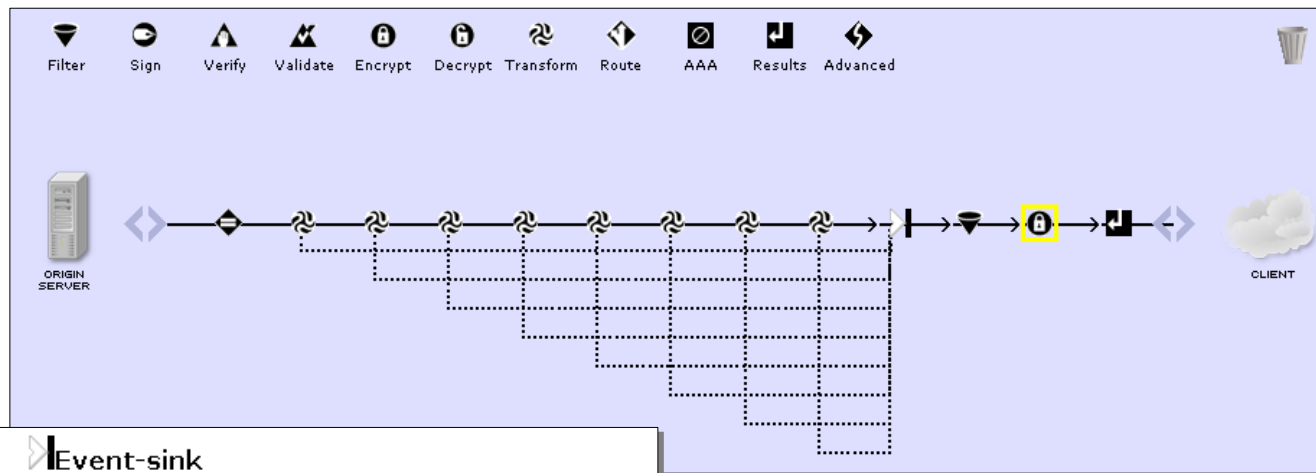 Filter Sign Verify Validate Encrypt Decrypt Transform Route AAA Results Advanced
ORIGIN
SERVER
CLIENT
Event-sink